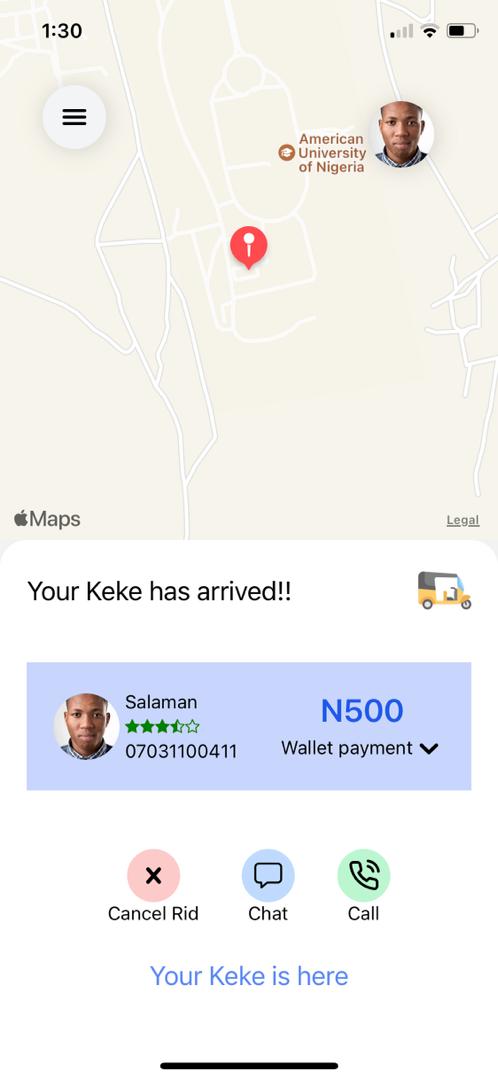 1:30
American
University
of Nigeria
Maps
Legal
Your Keke has arrived!!
Salaman
N500
07031100411
Wallet payment
Cancel Rid
Chat
Call
Your Keke is here